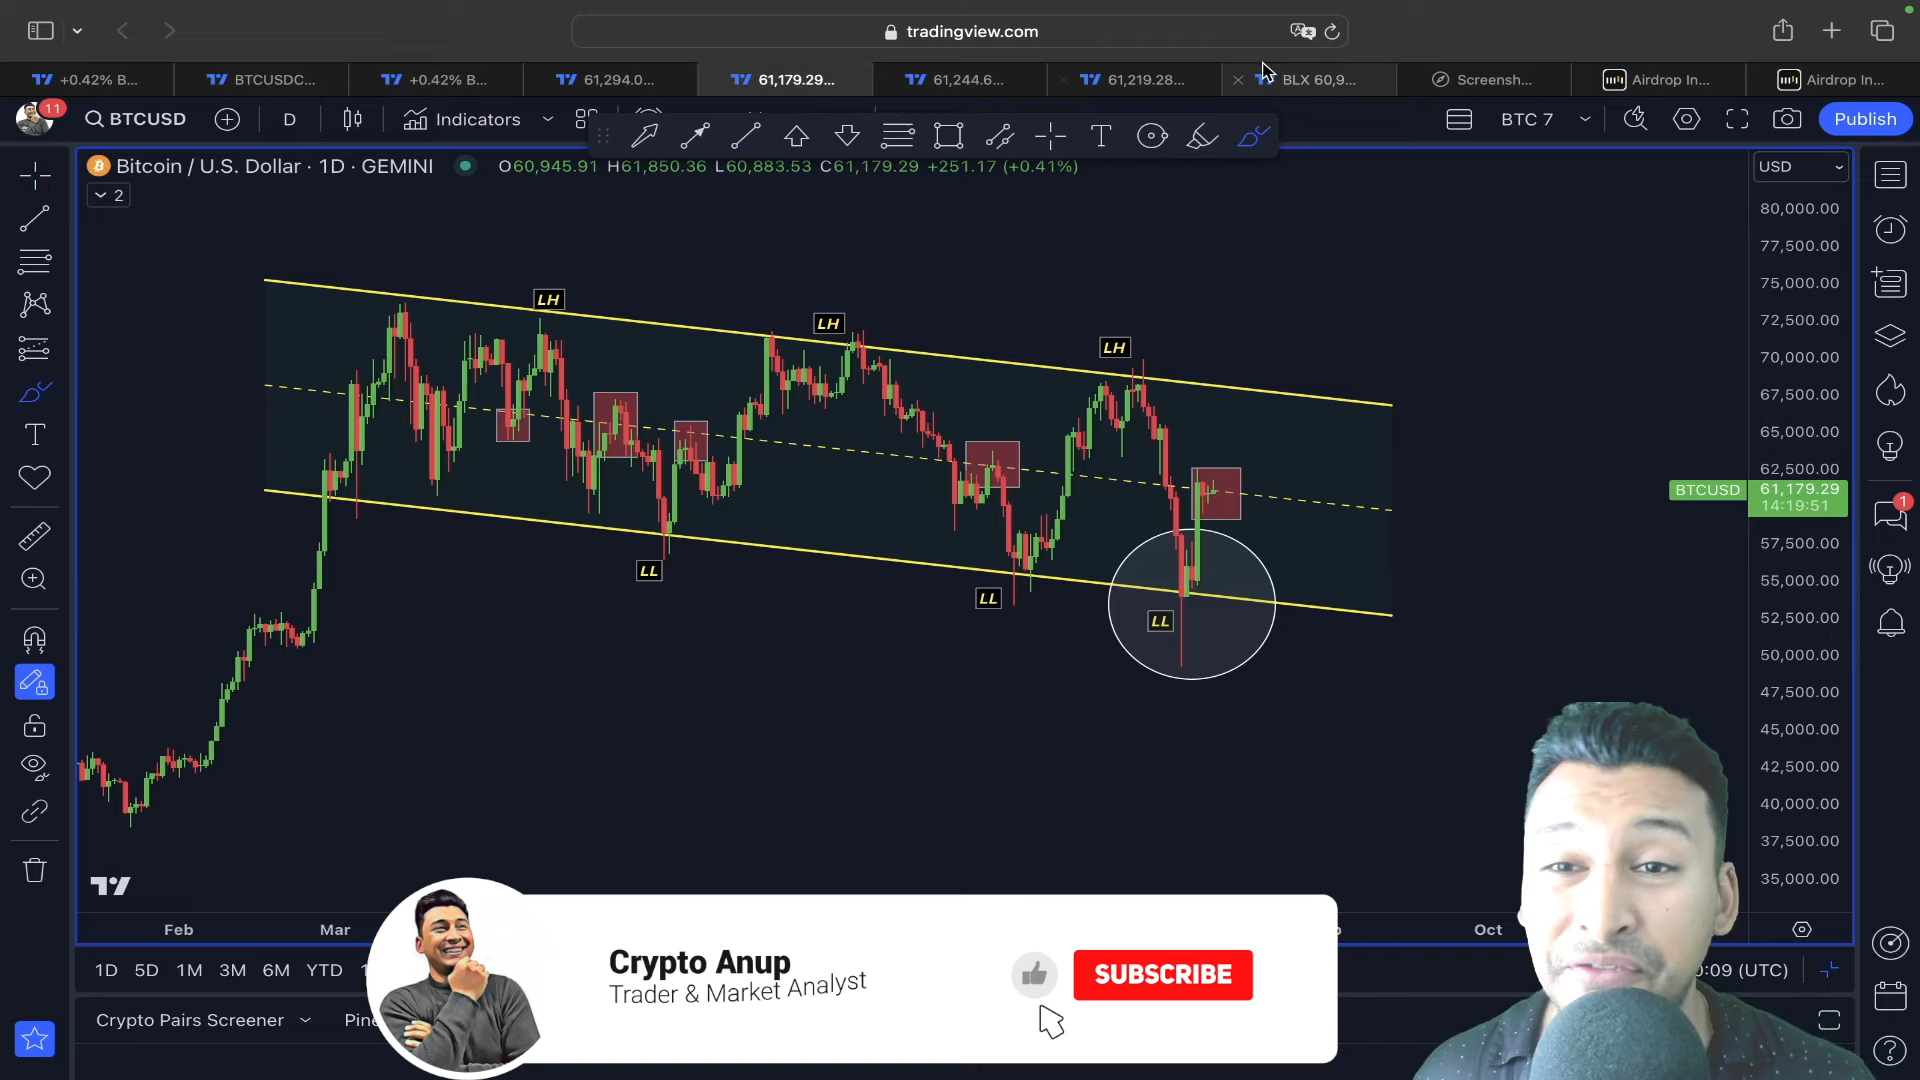 tradingview.com
+0.42% B...
BTCUSDC...
+0.42% B...
61,294.0...
61,179.29...
61,244.6...
61,219.28...
BLX 60,9...
Screensh...
Airdrop In...
Airdrop In...
11
BTCUSD
D
Indicators
BTC 7
Publish
Bitcoin / U.S. Dollar · 1D · GEMINI
O60,945.91 H61,850.36 L60,883.53 C61,179.29 +251.17 (+0.41%)
USD
2
80,000.00
77,500.00
75,000.00
72,500.00
70,000.00
67,500.00
65,000.00
62,500.00
BTCUSD
61,179.29
14:19:51
57,500.00
55,000.00
52,500.00
50,000.00
47,500.00
45,000.00
42,500.00
40,000.00
37,500.00
35,000.00
1
LH
LH
LH
LL
LL
LL
Feb
Mar
Oct
1D 5D 1M 3M 6M YTD
:09 (UTC)
Crypto Anup
Trader & Market Analyst
SUBSCRIBE
Crypto Pairs Screener
Pine